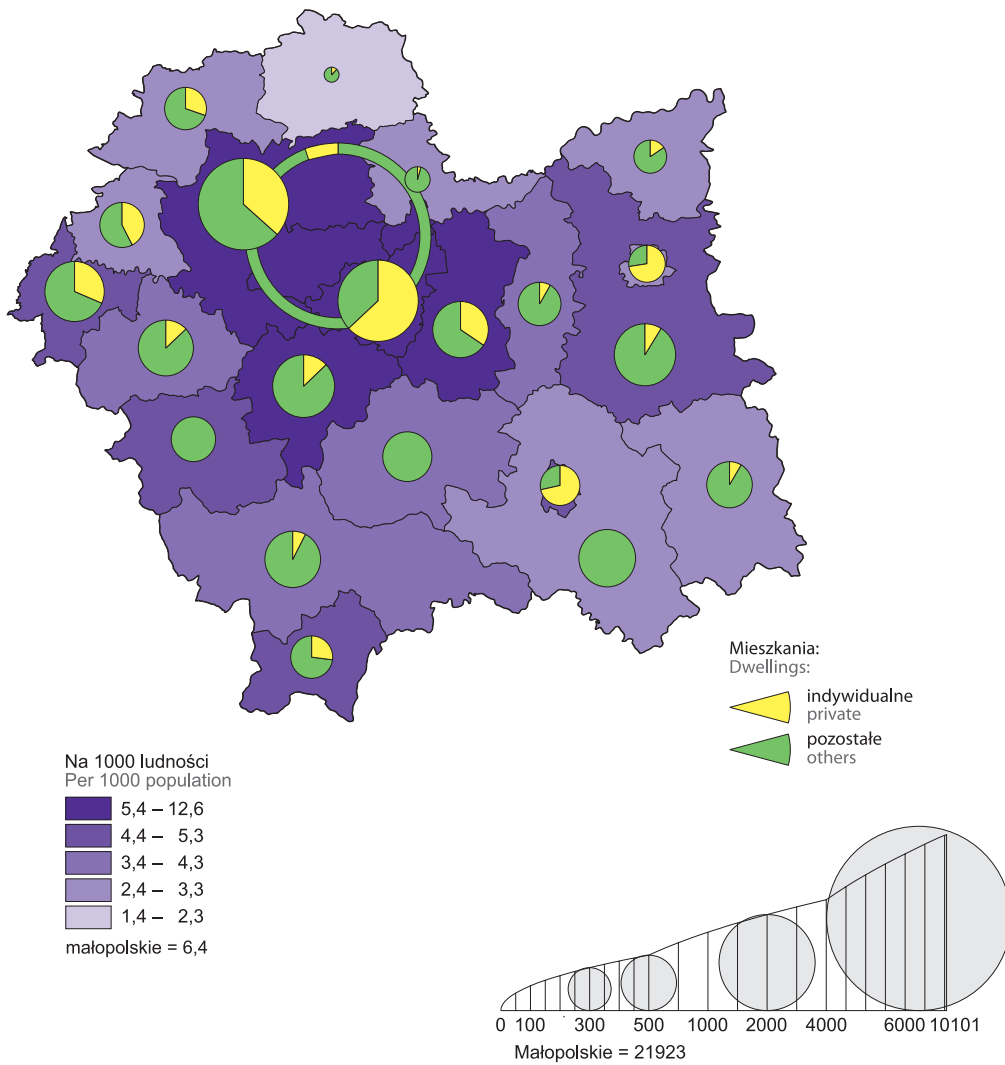 Mieszkania:
Dwellings:
indywidualne
private
pozostałe
others
Na 1000 ludności
Per 1000 population
5,4 – 12,6
4,4 – 5,3
3,4 – 4,3
2,4 – 3,3
1,4 – 2,3
małopolskie = 6,4
0 100 300 500 1000 2000 4000 6000 10101
Małopolskie = 21923